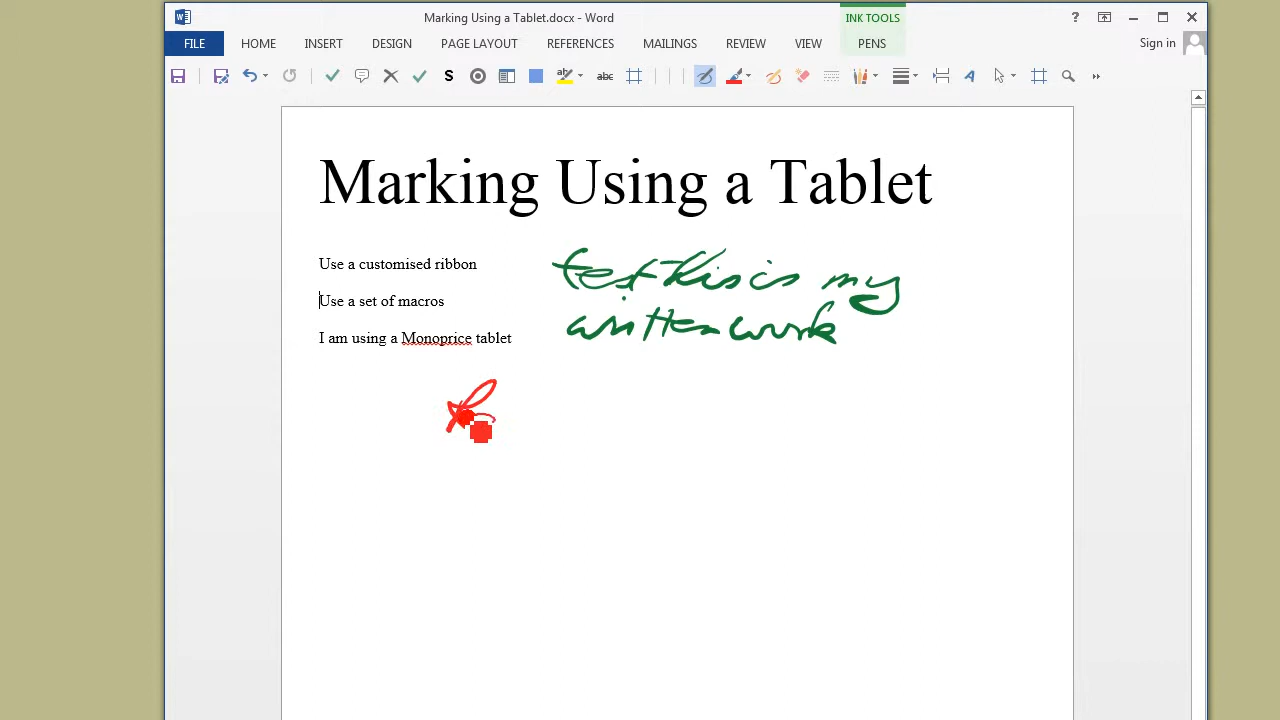 Marking Using a Tablet.docx - Word
INK TOOLS
FILE HOME INSERT DESIGN PAGE LAYOUT REFERENCES MAILINGS REVIEW VIEW PENS
Sign in
Marking Using a Tablet
Use a customised ribbon
Use a set of macros
I am using a Monoprice tablet
test this is my
written work